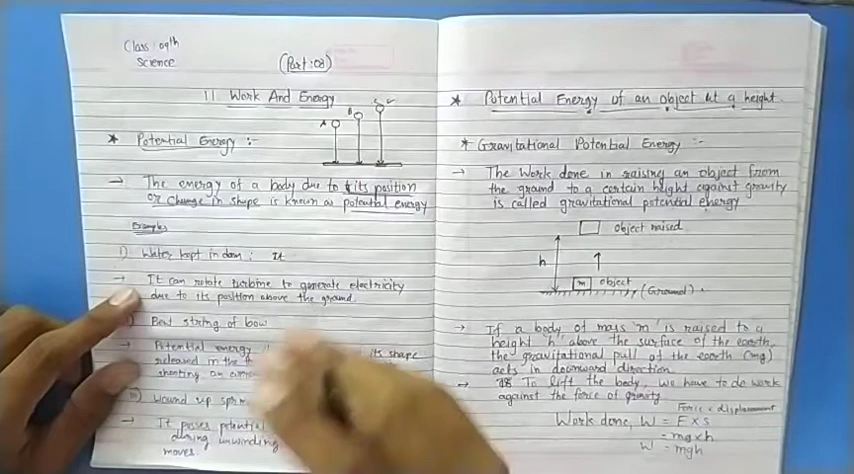 Class: 09th
Science
(Part:08)
11 Work And Energy
A
B
C
* Potential Energy :-
→ The energy of a body due to its position
or change in shape is known as potential energy
Examples
i) Water kept in dam: It
→ It can rotate turbine to generate electricity
due to its position above the ground.
) Bent string of bow
→ Potential energy its shape
released in the
shooting an
iii) Wound up spr
→ It posses potential
during unwinding
moves
* Potential Energy of an object at a height.
* Gravitational Potential Energy :-
→ The Work done in raising an object from
the ground to a certain height against gravity
is called gravitational potential energy
object raised
h
m object
(Ground).
→ If a body of mass 'm' is raised to a
height 'h' above the surface of the earth,
the gravitational pull of the earth (mg)
acts in downward direction.
→ To lift the body, we have to do work
against the force of gravity
Force × displacement
Work done, W = F × S
= mg × h
W = mgh